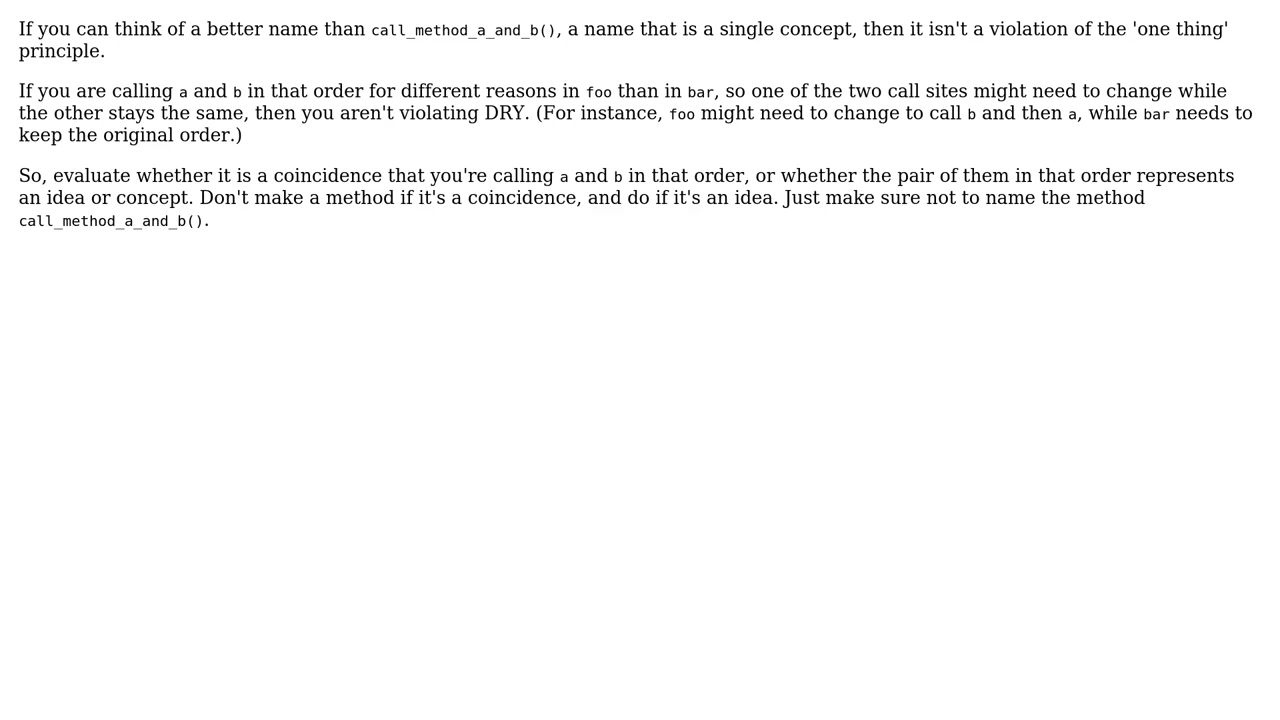 If you can think of a better name than call_method_a_and_b(), a name that is a single concept, then it isn't a violation of the 'one thing'
principle.
If you are calling a and b in that order for different reasons in foo than in bar, so one of the two call sites might need to change while
the other stays the same, then you aren't violating DRY. (For instance, foo might need to change to call b and then a, while bar needs to
keep the original order.)
So, evaluate whether it is a coincidence that you're calling a and b in that order, or whether the pair of them in that order represents
an idea or concept. Don't make a method if it's a coincidence, and do if it's an idea. Just make sure not to name the method
call_method_a_and_b().